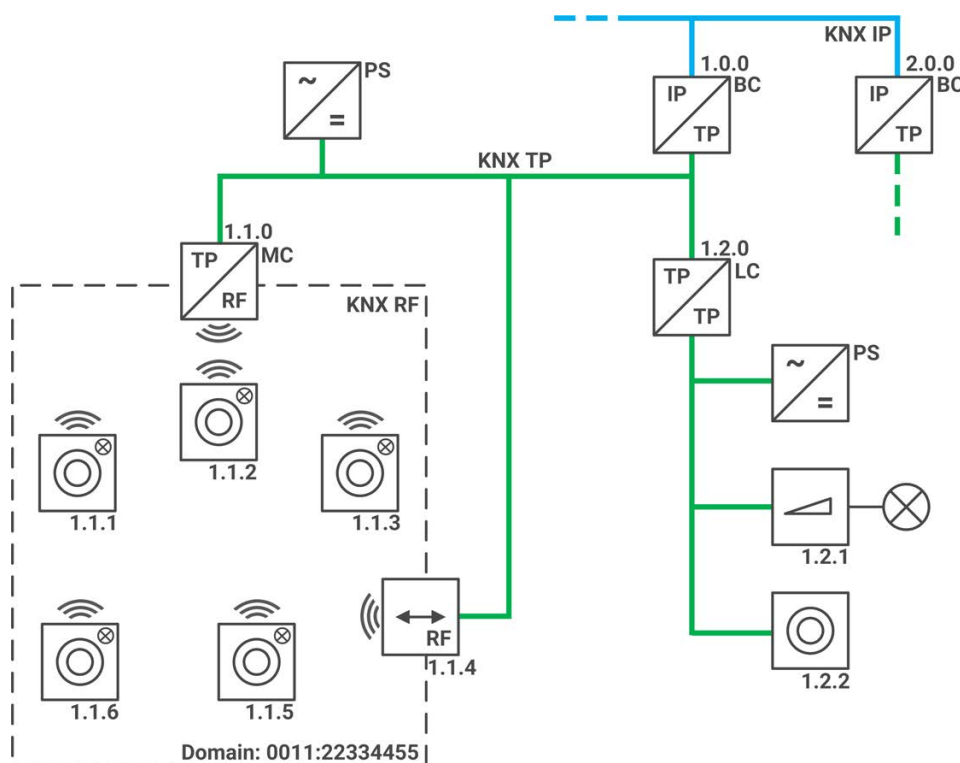 KNX IP
1.0.0
2.0.0
PS
BC
BC
~
=
IP
TP
IP
TP
KNX TP
1.1.0
MC
TP
RF
1.2.0
LC
TP
TP
KNX RF
PS
~
=
1.1.2
1.1.1
1.1.3
1.2.1
RF
1.1.4
1.2.2
1.1.6
1.1.5
Domain: 0011:22334455